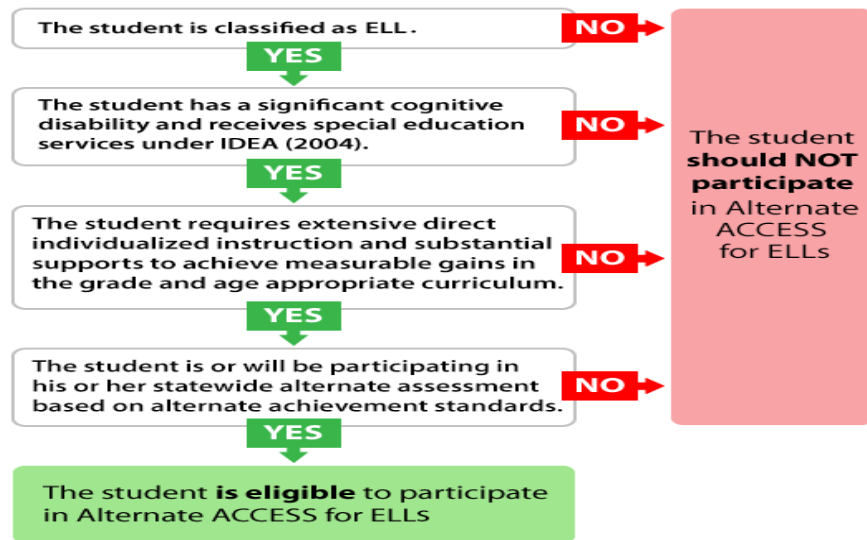 The student is classified as ELL.
NO
YES
The student has a significant cognitive
disability and receives special education
services under IDEA (2004).
NO
YES
The student requires extensive direct
individualized instruction and substantial
supports to achieve measurable gains in
the grade and age appropriate curriculum.
NO
YES
The student is or will be participating in
his or her statewide alternate assessment
based on alternate achievement standards.
NO
YES
The student is eligible to participate
in Alternate ACCESS for ELLs
The student
should NOT
participate
in Alternate
ACCESS
for ELLs